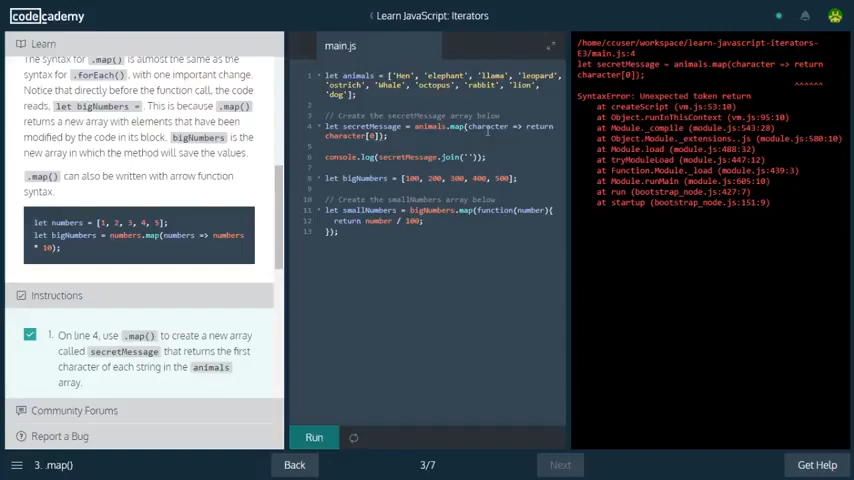 codecademy
Learn JavaScript: Iterators
Learn
The syntax for .map() is almost the same as the
syntax for .forEach(), with one important change.
Notice that directly before the function call, the code
reads, let bigNumbers = . This is because .map()
returns a new array with elements that have been
modified by the code in its block. bigNumbers is the
new array in which the method will save the values.
.map() can also be written with arrow function
syntax.
let numbers = [1, 2, 3, 4, 5];
let bigNumbers = numbers.map(numbers => numbers
* 10);
Instructions
1. On line 4, use .map() to create a new array
called secretMessage that returns the first
character of each string in the animals
array.
Community Forums
Report a Bug
main.js
1 let animals = ['Hen', 'elephant', 'llama', 'leopard',
'ostrich', 'Whale', 'octopus', 'rabbit', 'lion',
'dog'];
2
3 // Create the secretMessage array below
4 let secretMessage = animals.map(character => return
character[0]);
5
6 console.log(secretMessage.join(''));
7
8 let bigNumbers = [100, 200, 300, 400, 500];
9
10 // Create the smallNumbers array below
11 let smallNumbers = bigNumbers.map(function(number){
12 return number / 100;
13 });
Run
/home/ccuser/workspace/learn-javascript-iterators-
E3/main.js:4
let secretMessage = animals.map(character => return
character[0]);
^^^^^^
SyntaxError: Unexpected token return
at createScript (vm.js:53:10)
at Object.runInThisContext (vm.js:95:10)
at Module._compile (module.js:543:28)
at Object.Module._extensions..js (module.js:580:10)
at Module.load (module.js:488:32)
at tryModuleLoad (module.js:447:12)
at Function.Module._load (module.js:439:3)
at Module.runMain (module.js:605:10)
at run (bootstrap_node.js:427:7)
at startup (bootstrap_node.js:151:9)
3. .map()
Back
3/7
Next
Get Help